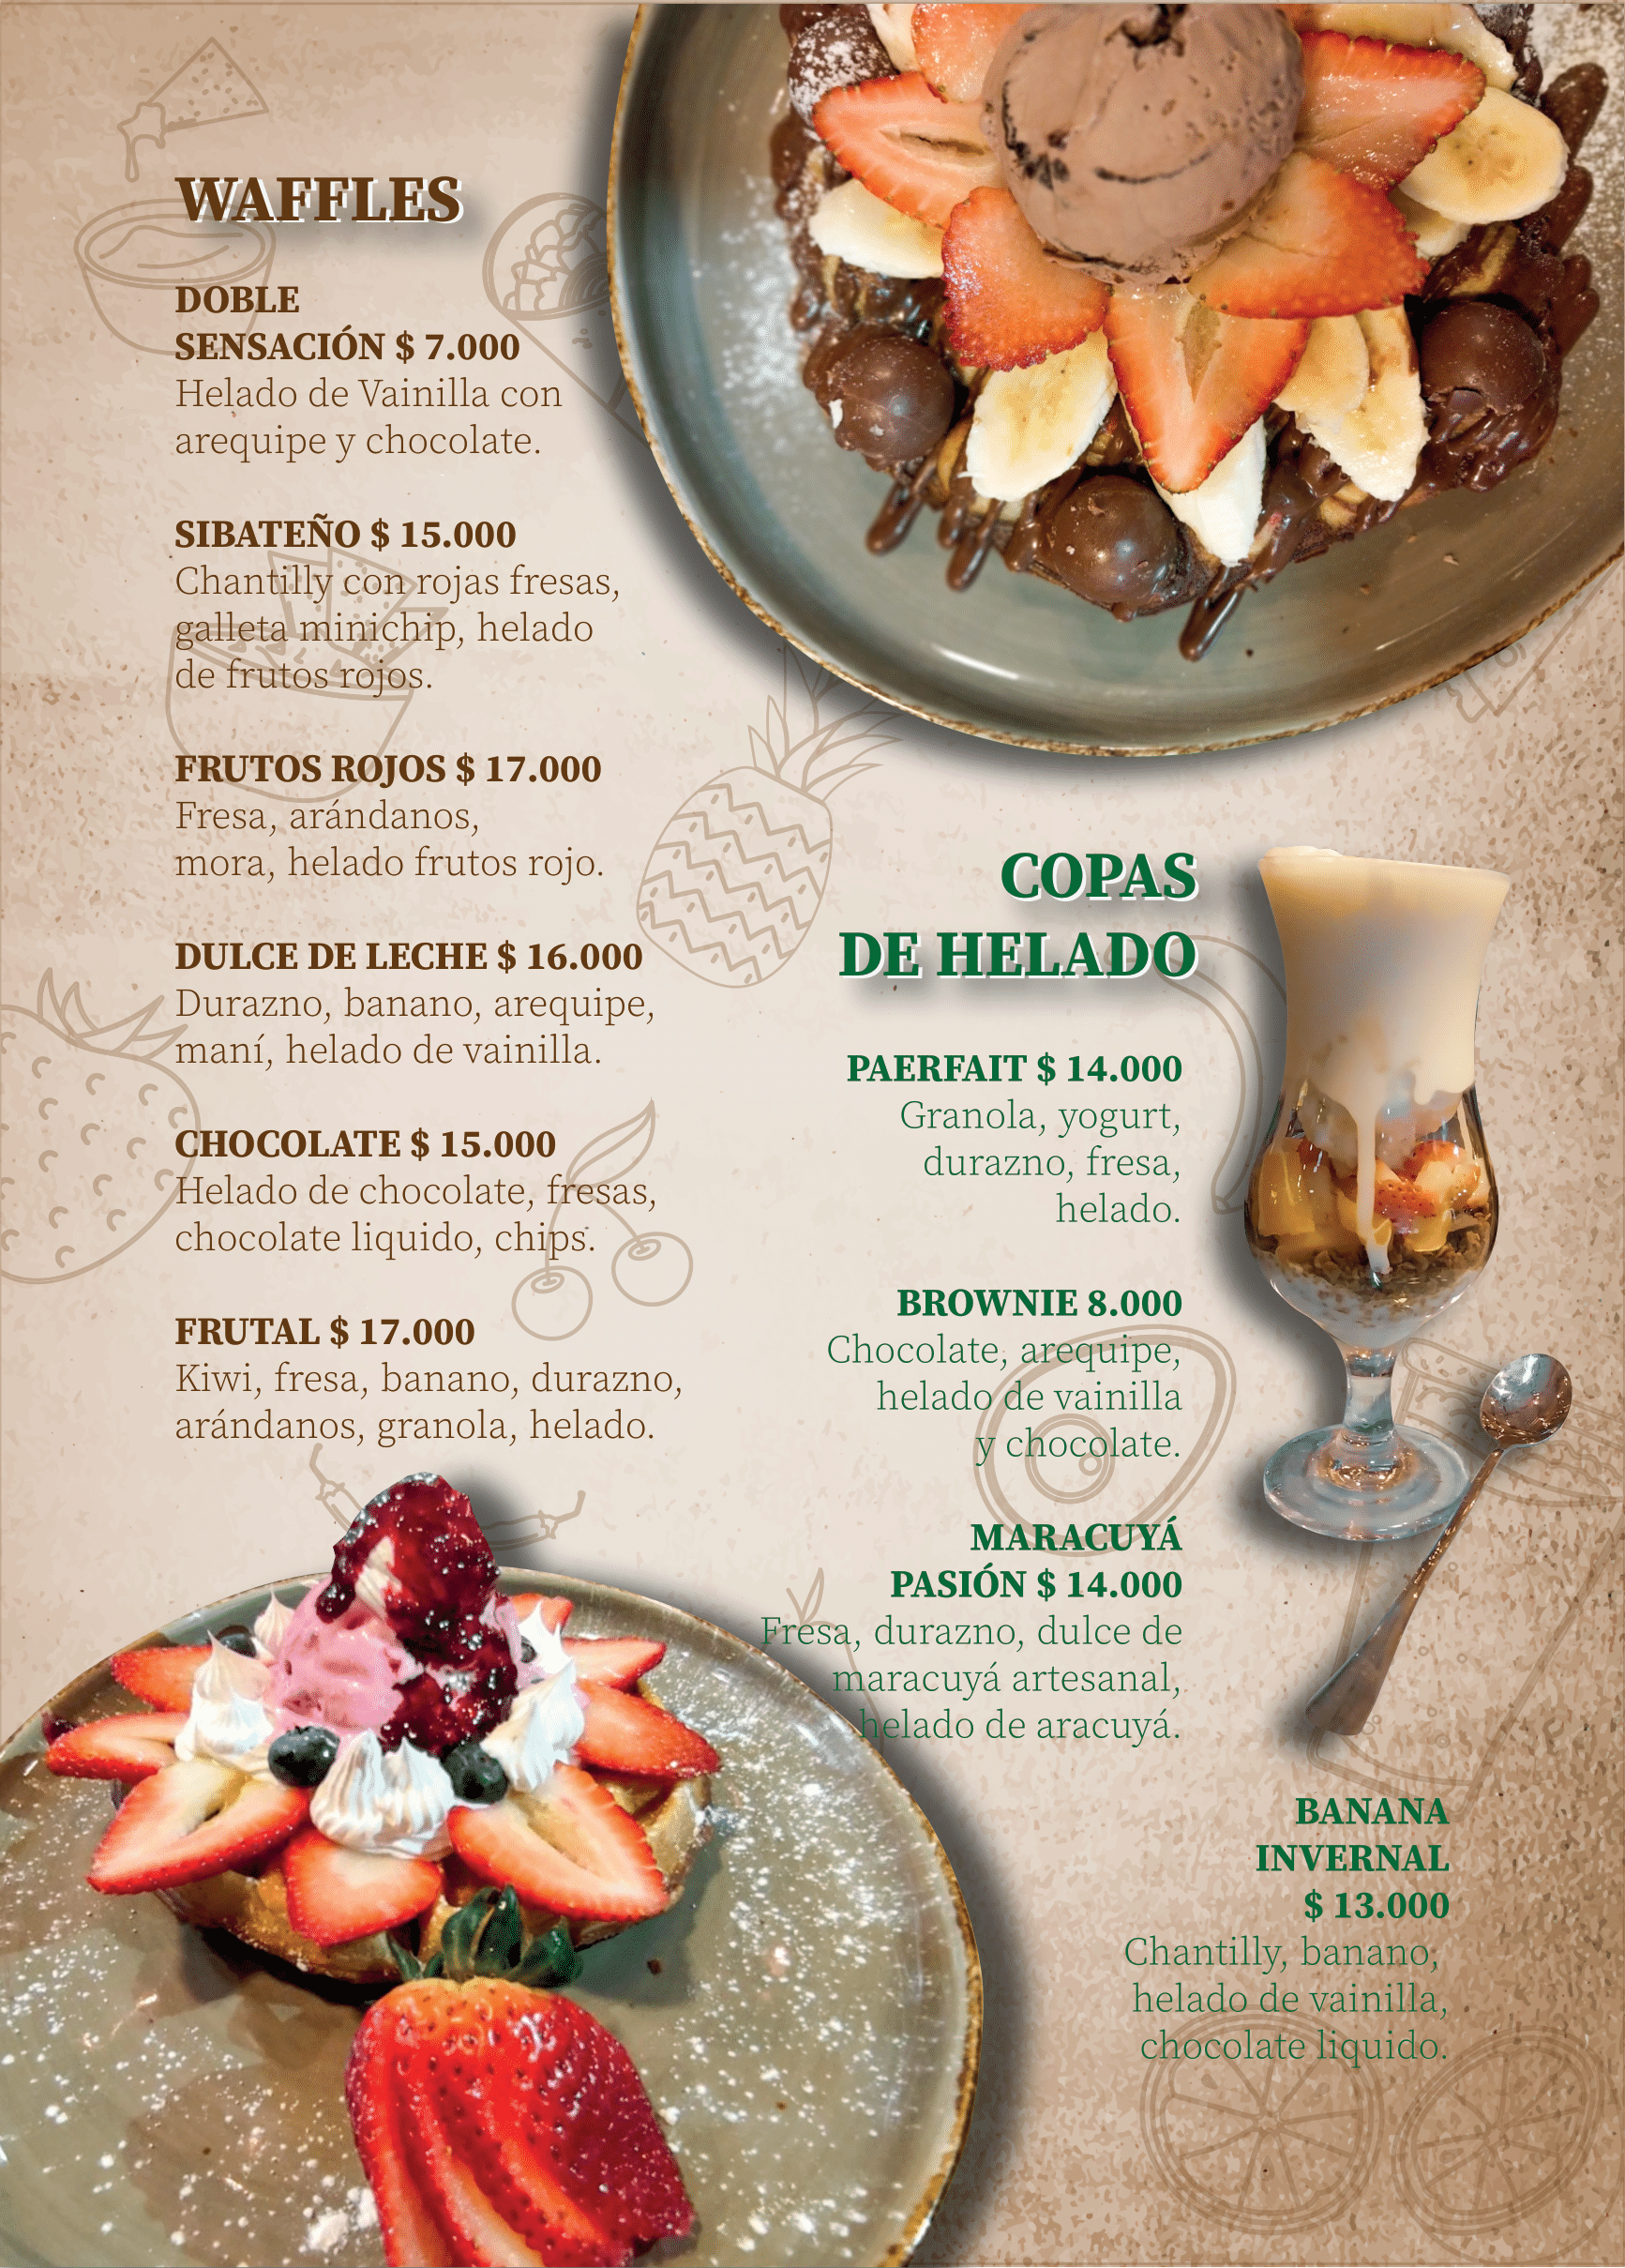 WAFFLES
DOBLE
SENSACIÓN $ 7.000
Helado de Vainilla con
arequipe y chocolate.
SIBATEÑO $ 15.000
Chantilly con rojas fresas,
galleta minichip, helado
de frutos rojos.
FRUTOS ROJOS $ 17.000
Fresa, arándanos,
mora, helado frutos rojo.
DULCE DE LECHE $ 16.000
Durazno, banano, arequipe,
maní, helado de vainilla.
CHOCOLATE $ 15.000
Helado de chocolate, fresas,
chocolate liquido, chips.
FRUTAL $ 17.000
Kiwi, fresa, banano, durazno,
arándanos, granola, helado.
COPAS
DE HELADO
PAERFAIT $ 14.000
Granola, yogurt,
durazno, fresa,
helado.
BROWNIE 8.000
Chocolate, arequipe,
helado de vainilla
y chocolate.
MARACUYÁ
PASIÓN $ 14.000
Fresa, durazno, dulce de
maracuyá artesanal,
helado de aracuyá.
BANANA
INVERNAL
$ 13.000
Chantilly, banano,
helado de vainilla,
chocolate liquido.